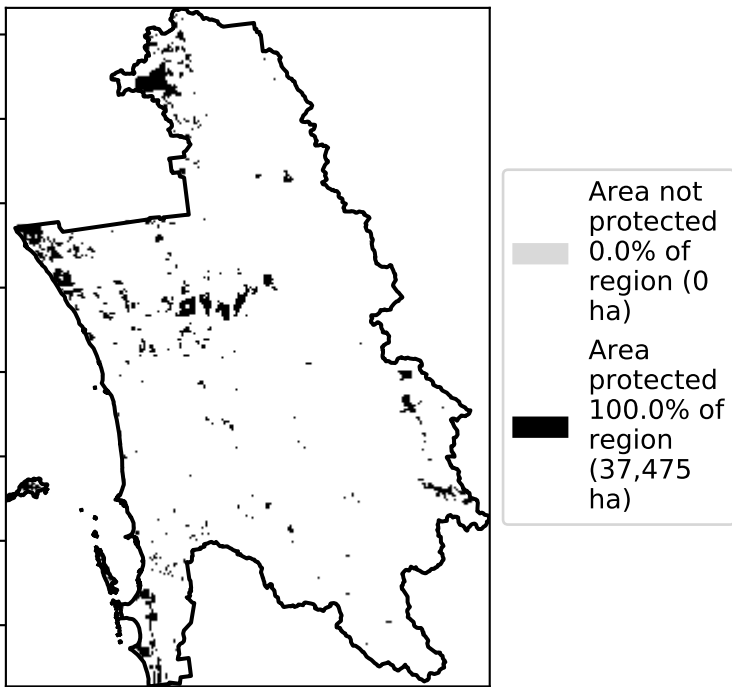 Area not
protected
0.0% of
region (0
ha)
Area
protected
100.0% of
region
(37,475
ha)